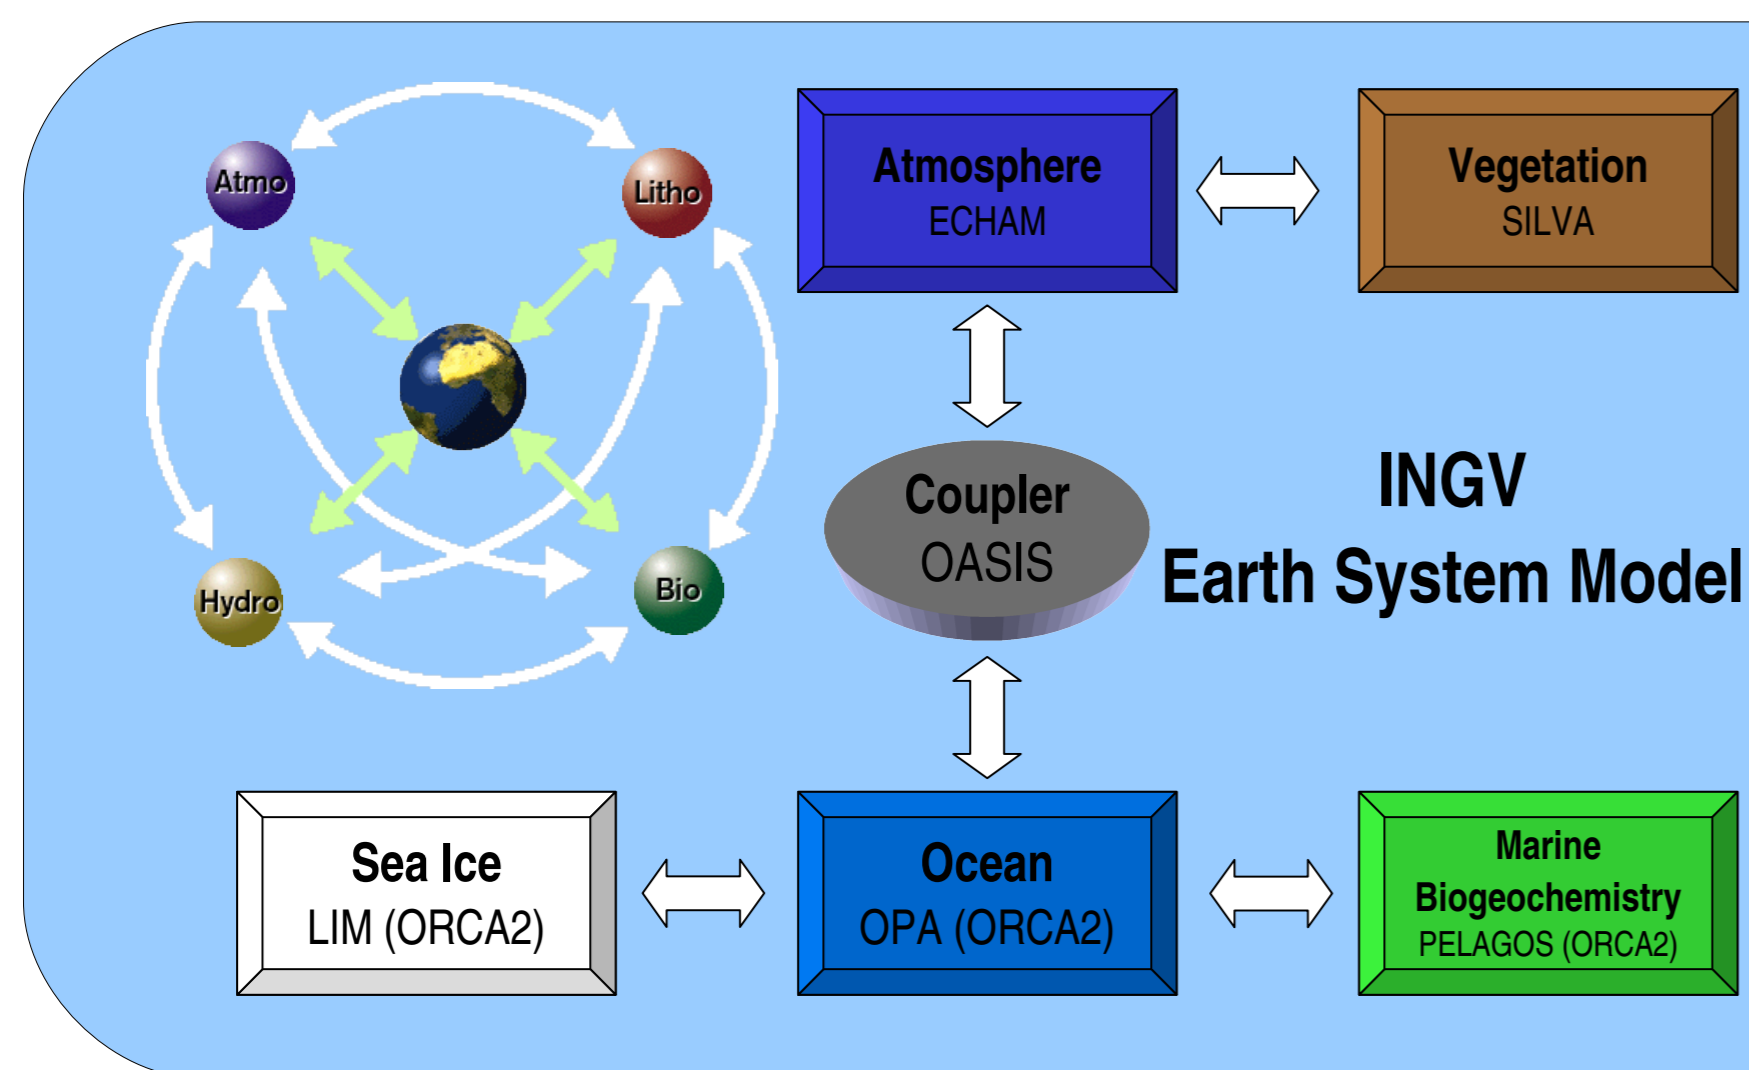 Atmo
Litho
Hydro
Bio
Atmosphere
ECHAM
Vegetation
SILVA
Coupler
OASIS
INGV
Earth System Model
Sea Ice
LIM (ORCA2)
Ocean
OPA (ORCA2)
Marine
Biogeochemistry
PELAGOS (ORCA2)